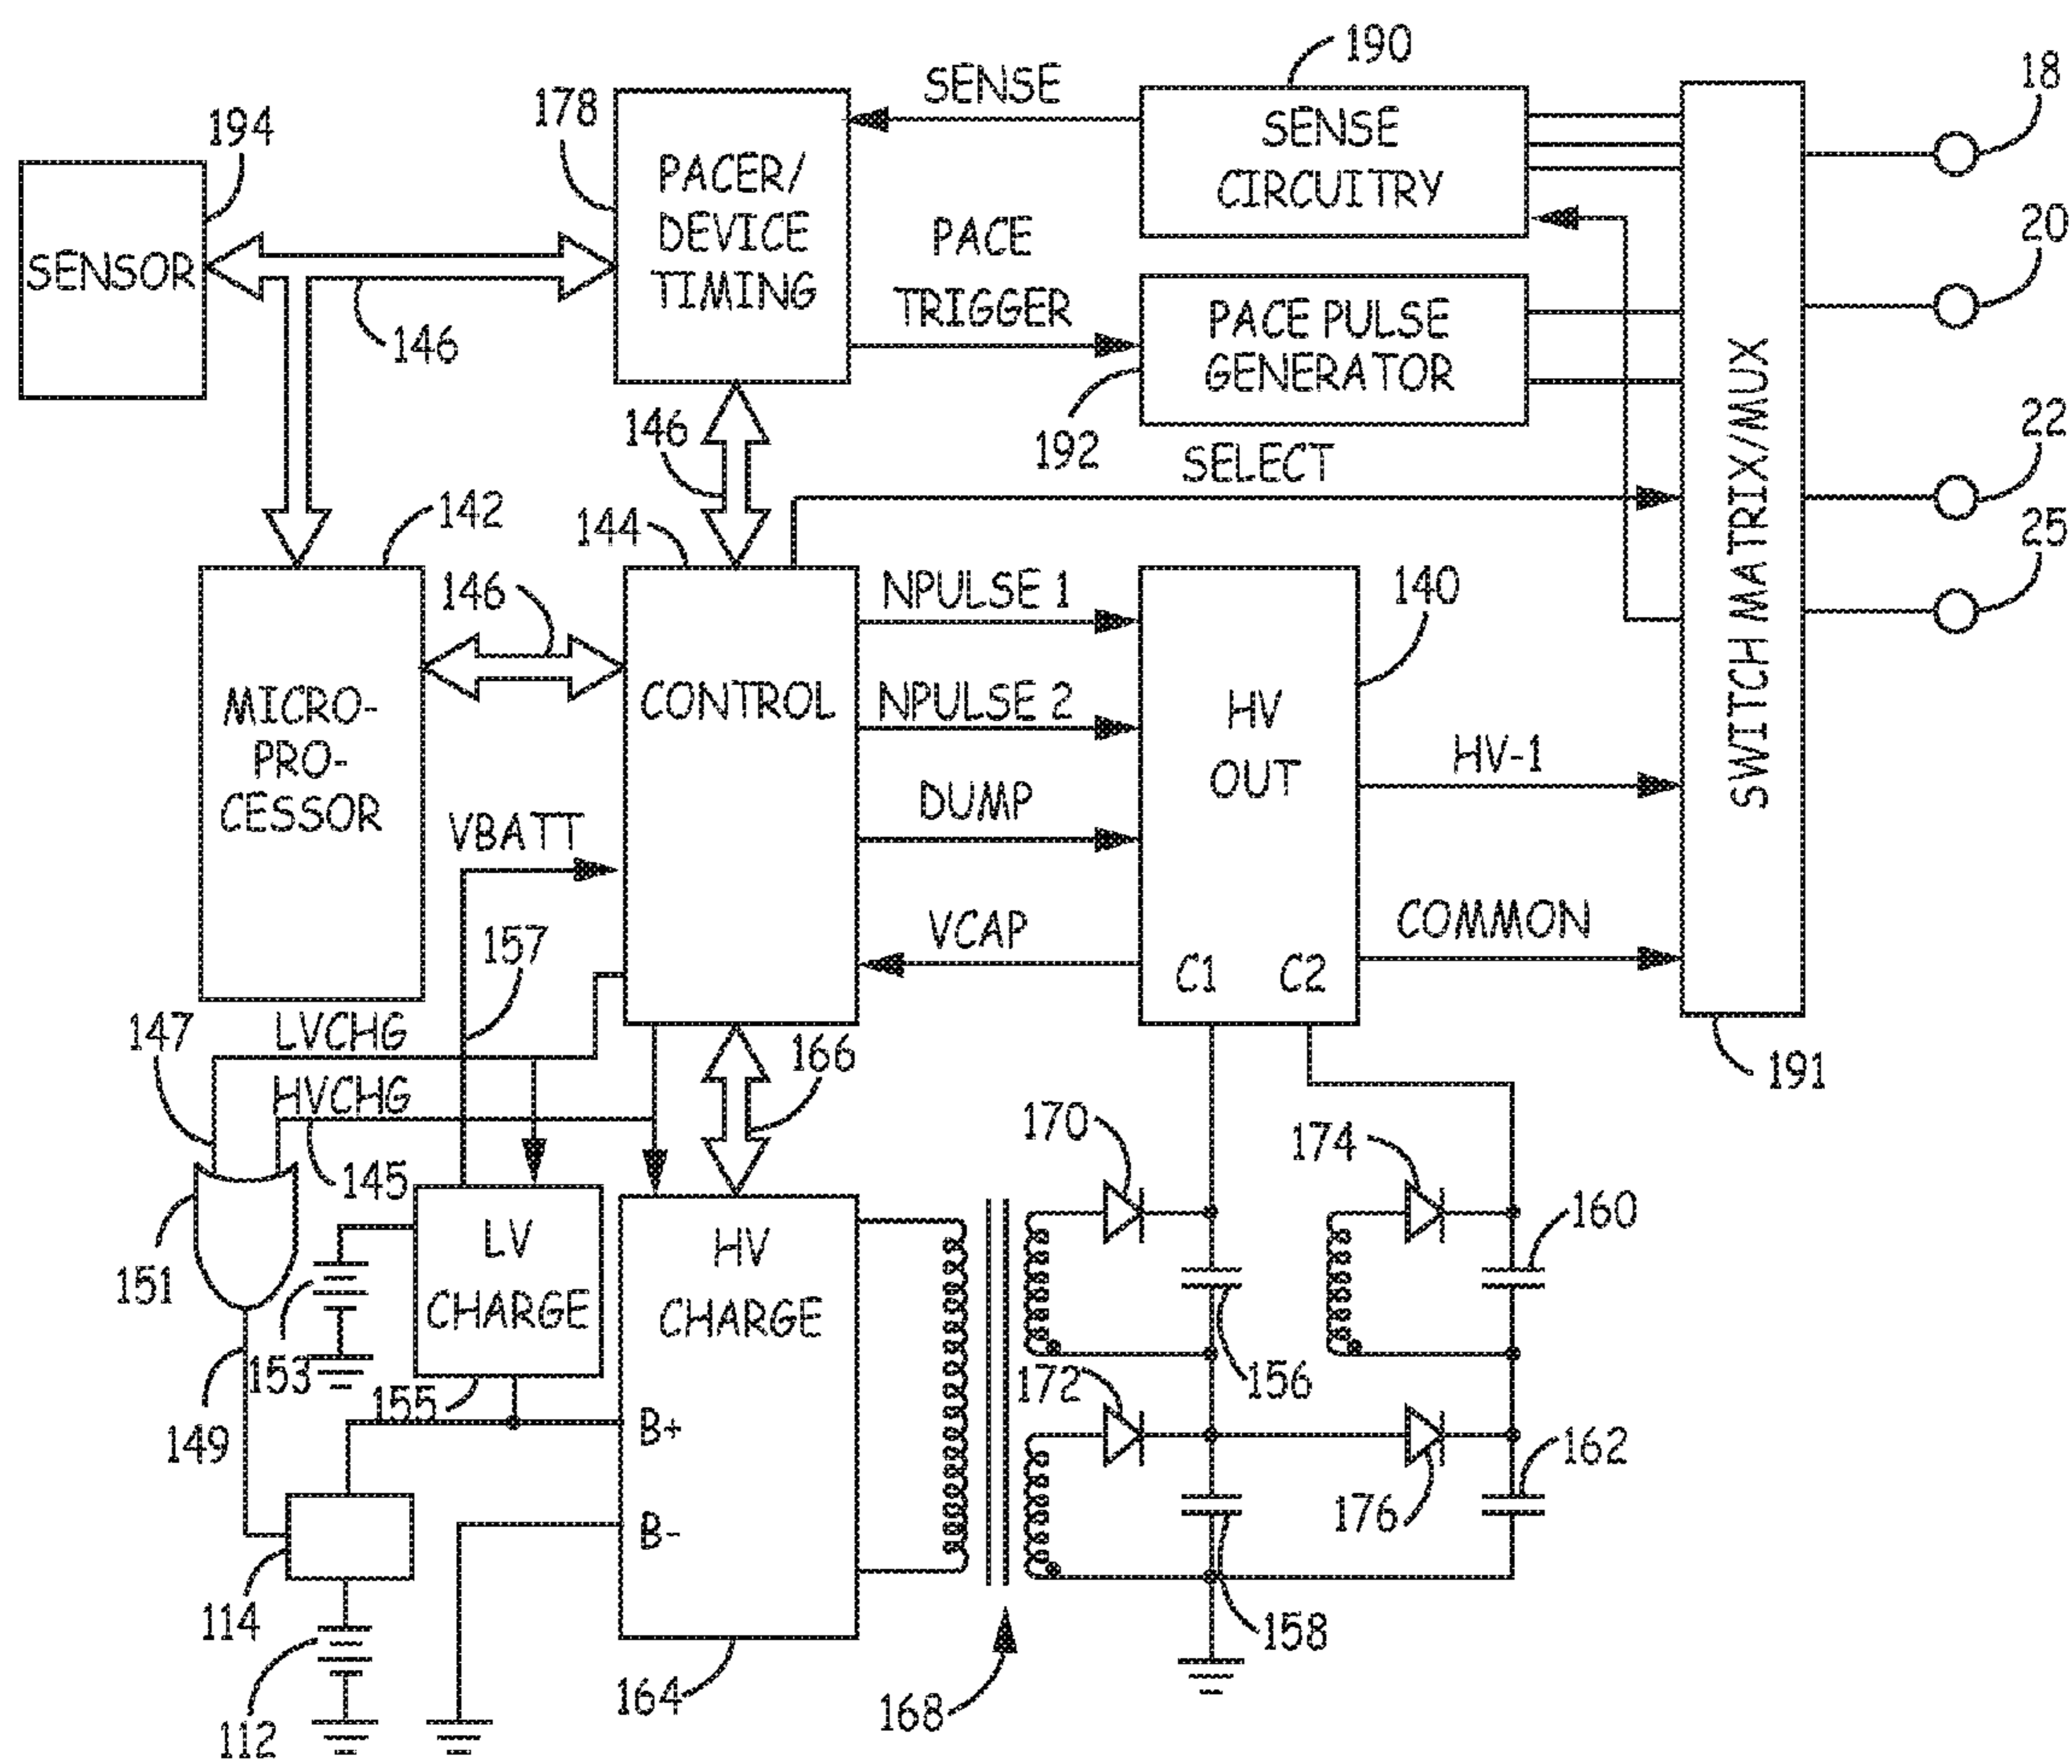 190
18
SENSE
178
194
SENSE
CIRCUITRY
PACER/
DEVICE
TIMING
20
PACE
TRIGGER
SENSOR
146
PACE PULSE
GENERATOR
192
146
SELECT
22
142
144
25
SWITCH MATRIX/MUX
146
NPULSE 1
140
MICRO-
PRO-
CESSOR
CONTROL
NPULSE 2
HV
OUT
HV-1
DUMP
VBATT
157
VCAP
COMMON
C1
C2
147
LVCHG
166
191
HVCHG
145
170
174
160
151
LV
CHARGE
HV
CHARGE
153
155
149
172
156
B+
162
B-
176
114
158
164
168
112